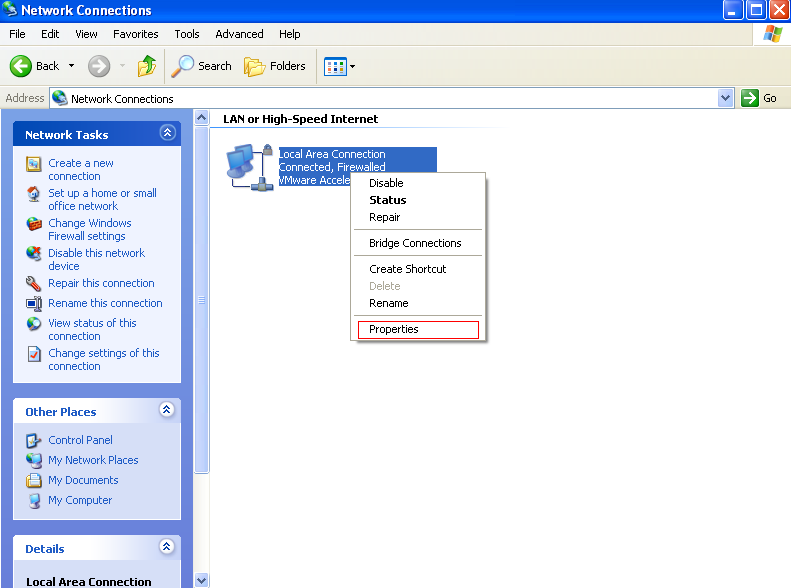 Network Connections
File Edit View Favorites Tools Advanced Help
Back Search Folders
Address Network Connections Go
Network Tasks
Create a new
connection
Set up a home or small
office network
Change Windows
Firewall settings
Disable this network
device
Repair this connection
Rename this connection
View status of this
connection
Change settings of this
connection
Other Places
Control Panel
My Network Places
My Documents
My Computer
Details
Local Area Connection
LAN or High-Speed Internet
Local Area Connection
Connected, Firewalled
VMware Accele
Disable
Status
Repair
Bridge Connections
Create Shortcut
Delete
Rename
Properties